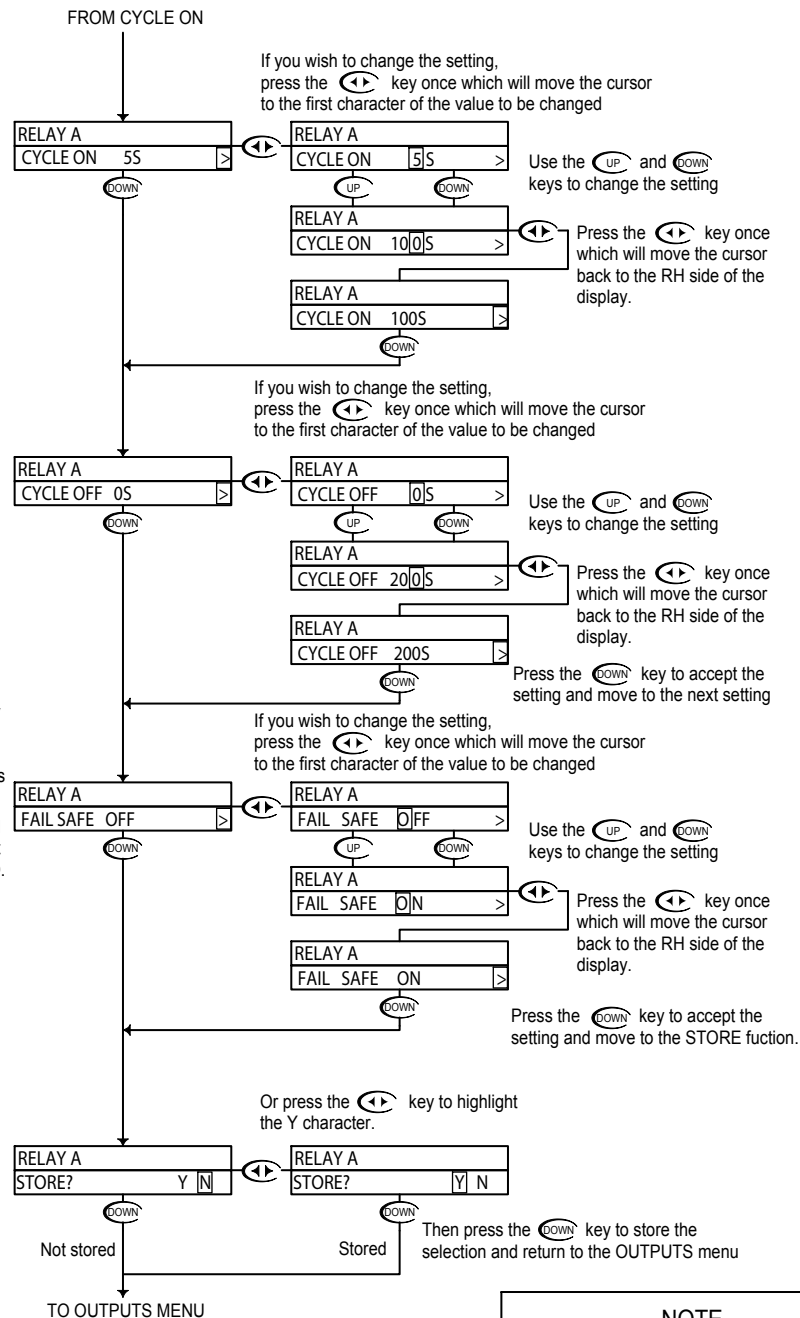 FROM CYCLE ON
If you wish to change the setting,
press the key once which will move the cursor
to the first character of the value to be changed
RELAY A
CYCLE ON 5S >
DOWN
RELAY A
CYCLE ON 5S >
UP DOWN
Use the UP and DOWN
keys to change the setting
RELAY A
CYCLE ON 100S >
Press the key once
which will move the cursor
back to the RH side of the
display.
RELAY A
CYCLE ON 100S >
DOWN
If you wish to change the setting,
press the key once which will move the cursor
to the first character of the value to be changed
RELAY A
CYCLE OFF 0S >
DOWN
RELAY A
CYCLE OFF 0S >
UP DOWN
Use the UP and DOWN
keys to change the setting
RELAY A
CYCLE OFF 200S >
Press the key once
which will move the cursor
back to the RH side of the
display.
RELAY A
CYCLE OFF 200S >
DOWN
Press the DOWN key to accept the
setting and move to the next setting
If you wish to change the setting,
press the key once which will move the cursor
to the first character of the value to be changed
RELAY A
FAIL SAFE OFF >
DOWN
RELAY A
FAIL SAFE OFF >
UP DOWN
Use the UP and DOWN
keys to change the setting
RELAY A
FAIL SAFE ON >
Press the key once
which will move the cursor
back to the RH side of the
display.
RELAY A
FAIL SAFE ON >
DOWN
Press the DOWN key to accept the
setting and move to the STORE fuction.
Or press the key to highlight
the Y character.
RELAY A
STORE? Y N
DOWN
Not stored
RELAY A
STORE? Y N
DOWN
Stored
Then press the DOWN key to store the
selection and return to the OUTPUTS menu
TO OUTPUTS MENU
NOTE